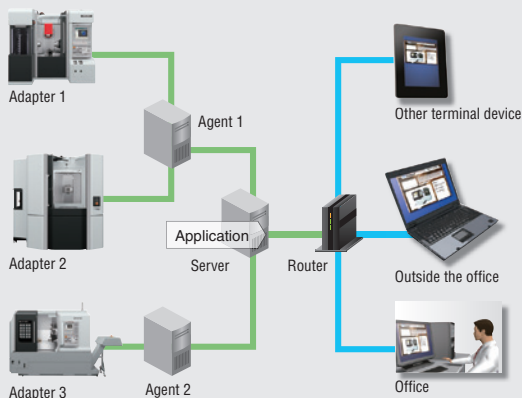 Adapter 1
Agent 1
Other terminal device
Adapter 2
Application
Server
Router
Outside the office
Adapter 3
Agent 2
Office